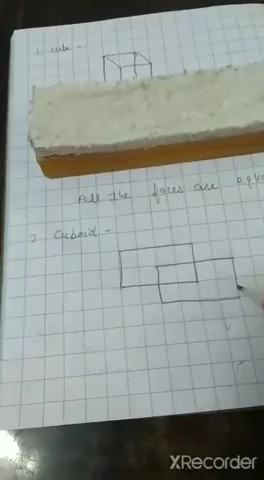 1. Cube -
All the faces are
2 Cuboid -
XRecorder